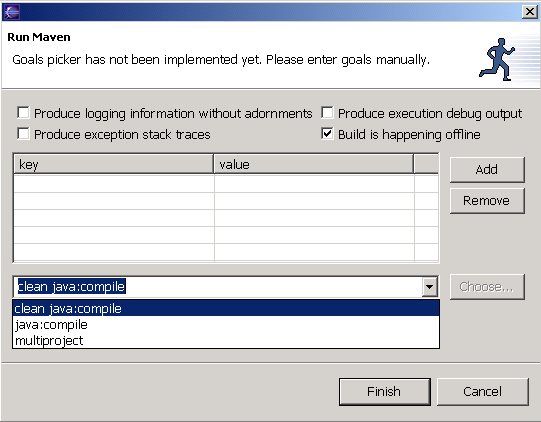 Run Maven
Goals picker has not been implemented yet. Please enter goals manually.
Produce logging information without adornments
Produce execution debug output
Produce exception stack traces
Build is happening offline
key
value
Add
Remove
clean java:compile
Choose...
clean java:compile
java:compile
multiproject
Finish
Cancel